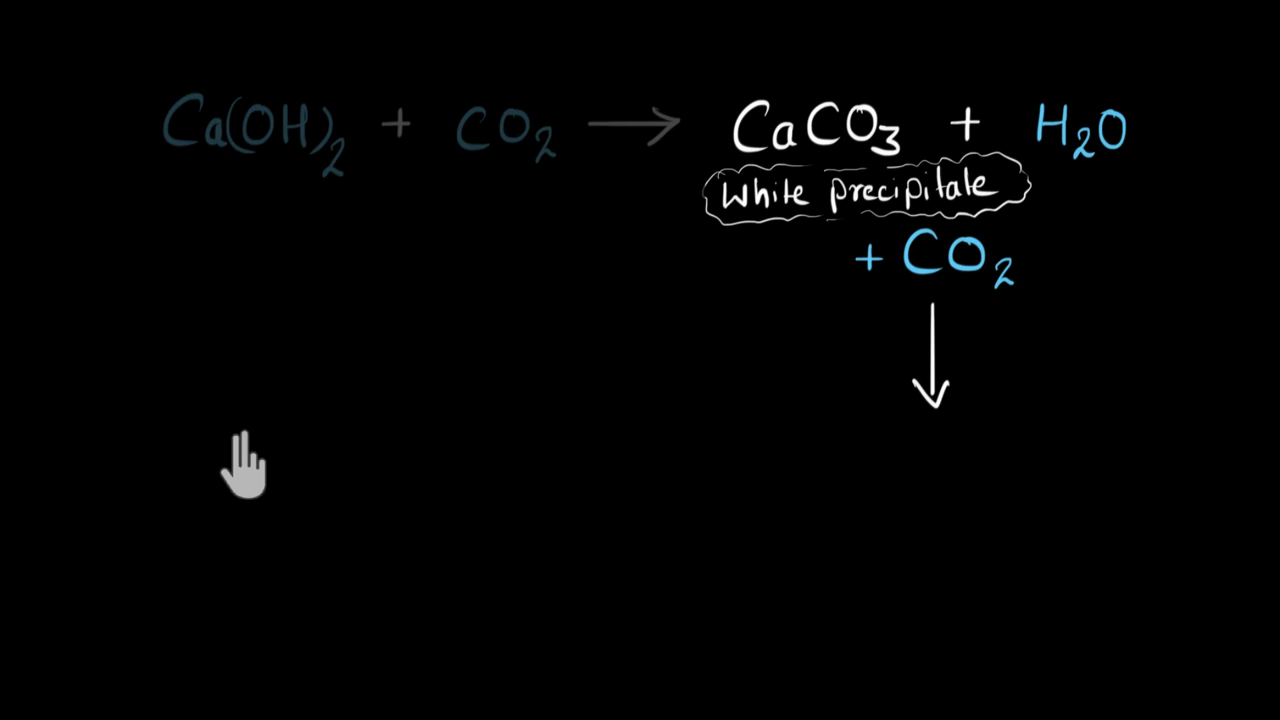 Ca(OH)₂ + CO₂ → CaCO₃ + H₂O
White precipitate
+ CO₂
↓